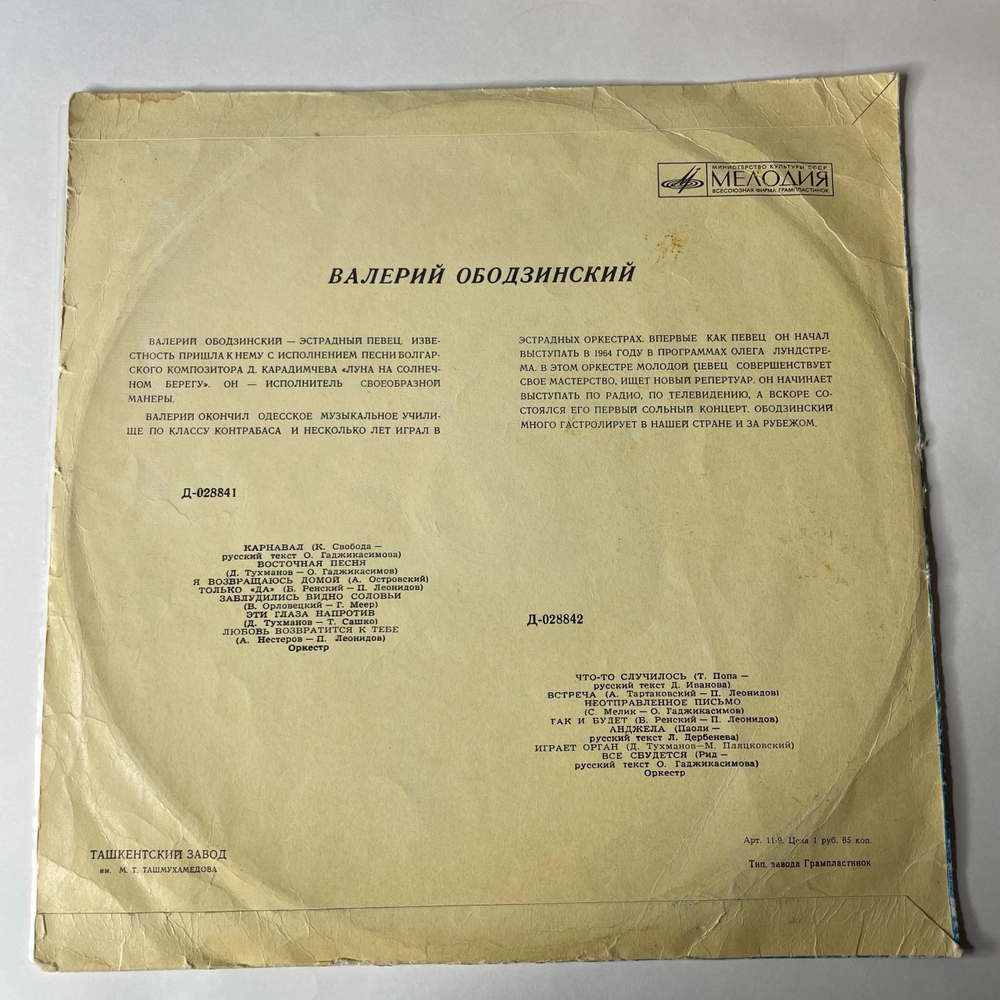 МИНИСТЕРСТВО КУЛЬТУРЫ СССР
МЕЛОДИЯ
ВСЕСОЮЗНАЯ ФИРМА ГРАМПЛАСТИНОК
ВАЛЕРИЙ ОБОДЗИНСКИЙ
ВАЛЕРИЙ ОБОДЗИНСКИЙ — ЭСТРАДНЫЙ ПЕВЕЦ, ИЗВЕ-
СТНОСТЬ ПРИШЛА К НЕМУ С ИСПОЛНЕНИЕМ ПЕСНИ БОЛГАР-
СКОГО КОМПОЗИТОРА Д. КАРАДИМЧЕВА «ЛУНА НА СОЛНЕЧ-
НОМ БЕРЕГУ». ОН — ИСПОЛНИТЕЛЬ СВОЕОБРАЗНОЙ
МАНЕРЫ.
ВАЛЕРИЙ ОКОНЧИЛ ОДЕССКОЕ МУЗЫКАЛЬНОЕ УЧИЛИ-
ЩЕ ПО КЛАССУ КОНТРАБАСА И НЕСКОЛЬКО ЛЕТ ИГРАЛ В
ЭСТРАДНЫХ ОРКЕСТРАХ. ВПЕРВЫЕ КАК ПЕВЕЦ ОН НАЧАЛ
ВЫСТУПАТЬ В 1964 ГОДУ В ПРОГРАММАХ ОЛЕГА ЛУНДСТРЕ-
МА. В ЭТОМ ОРКЕСТРЕ МОЛОДОЙ ПЕВЕЦ СОВЕРШЕНСТВУЕТ
СВОЕ МАСТЕРСТВО, ИЩЕТ НОВЫЙ РЕПЕРТУАР. ОН НАЧИНАЕТ
ВЫСТУПАТЬ ПО РАДИО, ПО ТЕЛЕВИДЕНИЮ, А ВСКОРЕ СО-
СТОЯЛСЯ ЕГО ПЕРВЫЙ СОЛЬНЫЙ КОНЦЕРТ. ОБОДЗИНСКИЙ
МНОГО ГАСТРОЛИРУЕТ В НАШЕЙ СТРАНЕ И ЗА РУБЕЖОМ.
Д-028841
КАРНАВАЛ (К. Свобода —
русский текст О. Гаджикасимова)
ВОСТОЧНАЯ ПЕСНЯ
(Д. Тухманов — О. Гаджикасимов)
Я ВОЗВРАЩАЮСЬ ДОМОЙ (А. Островский)
ТОЛЬКО «ДА» (Б. Ренский — П. Леонидов)
ЗАБЛУДИЛИСЬ ВИДНО СОЛОВЬИ
(В. Орловецкий — Г. Меер)
ЭТИ ГЛАЗА НАПРОТИВ
(Д. Тухманов — Т. Сашко)
ЛЮБОВЬ ВОЗВРАТИТСЯ К ТЕБЕ
(А. Нестеров — П. Леонидов)
Оркестр
Д-028842
ЧТО-ТО СЛУЧИЛОСЬ (Т. Попа —
русский текст Д. Иванова)
ВСТРЕЧА (А. Тартаковский — П. Леонидов)
НЕОТПРАВЛЕННОЕ ПИСЬМО
(С. Мелик — О. Гаджикасимов)
ТАК И БУДЕТ (Б. Ренский — П. Леонидов)
АНДЖЕЛА (Паоли —
русский текст Л. Дербенева)
ИГРАЕТ ОРГАН (Д. Тухманов — М. Пляцковский)
ВСЕ СБУДЕТСЯ (Рид —
русский текст О. Гаджикасимова)
Оркестр
ТАШКЕНТСКИЙ ЗАВОД
им. М. Т. ТАШМУХАМЕДОВА
Арт. 11-9. Цена 1 руб. 85 коп.
Тип. завода Грампластинок